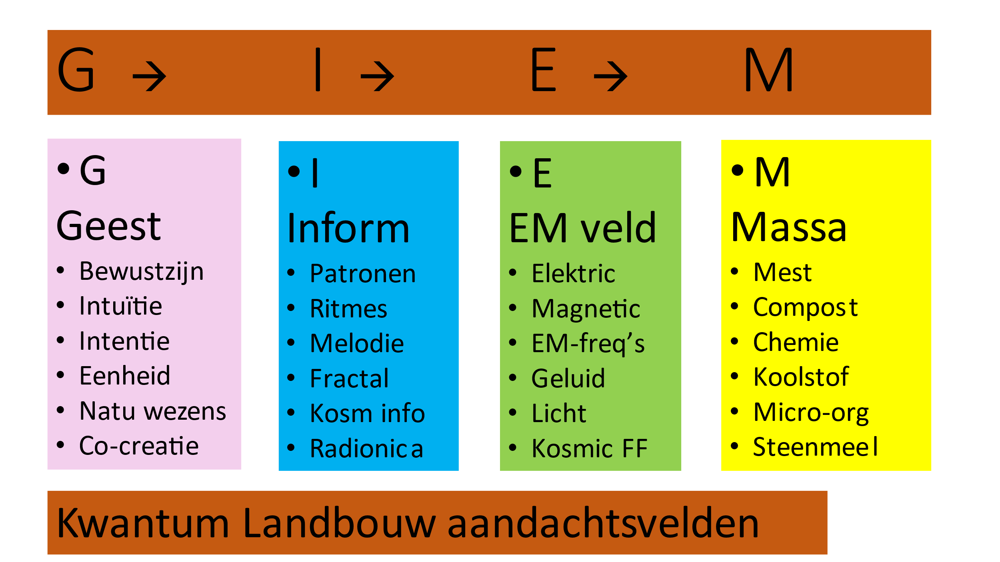 G → I → E → M
• G
Geest
• Bewustzijn
• Intuïtie
• Intentie
• Eenheid
• Natu wezens
• Co-creatie
• I
Inform
• Patronen
• Ritmes
• Melodie
• Fractal
• Kosm info
• Radionica
• E
EM veld
• Elektric
• Magnetic
• EM-freq’s
• Geluid
• Licht
• Kosmic FF
• M
Massa
• Mest
• Compost
• Chemie
• Koolstof
• Micro-org
• Steenmeel
Kwantum Landbouw aandachtsvelden